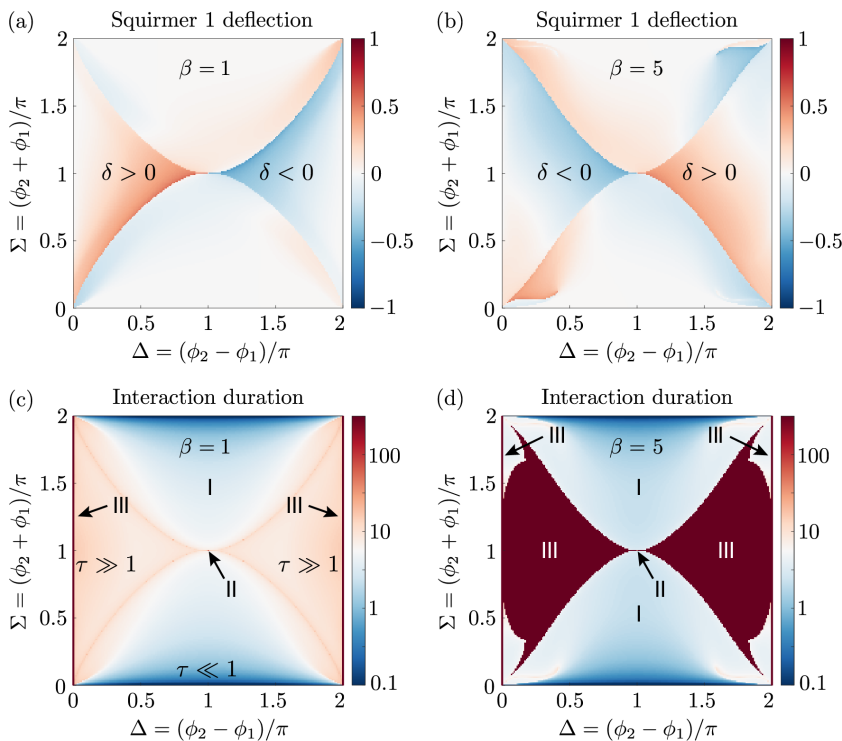 (a)
Squirmer 1 deflection
2
1.5
1
0.5
0
Σ = (ϕ₂ + ϕ₁)/π
β = 1
δ > 0
δ < 0
0
0.5
1
1.5
2
Δ = (ϕ₂ − ϕ₁)/π
1
0.5
0
−0.5
−1
(b)
Squirmer 1 deflection
2
1.5
1
0.5
0
Σ = (ϕ₂ + ϕ₁)/π
β = 5
δ < 0
δ > 0
0
0.5
1
1.5
2
Δ = (ϕ₂ − ϕ₁)/π
1
0.5
0
−0.5
−1
(c)
Interaction duration
2
1.5
1
0.5
0
Σ = (ϕ₂ + ϕ₁)/π
β = 1
I
III
III
τ ≫ 1
τ ≫ 1
II
τ ≪ 1
0
0.5
1
1.5
2
Δ = (ϕ₂ − ϕ₁)/π
100
10
1
0.1
(d)
Interaction duration
2
1.5
1
0.5
0
Σ = (ϕ₂ + ϕ₁)/π
III
III
β = 5
I
III
III
II
I
0
0.5
1
1.5
2
Δ = (ϕ₂ − ϕ₁)/π
100
10
1
0.1